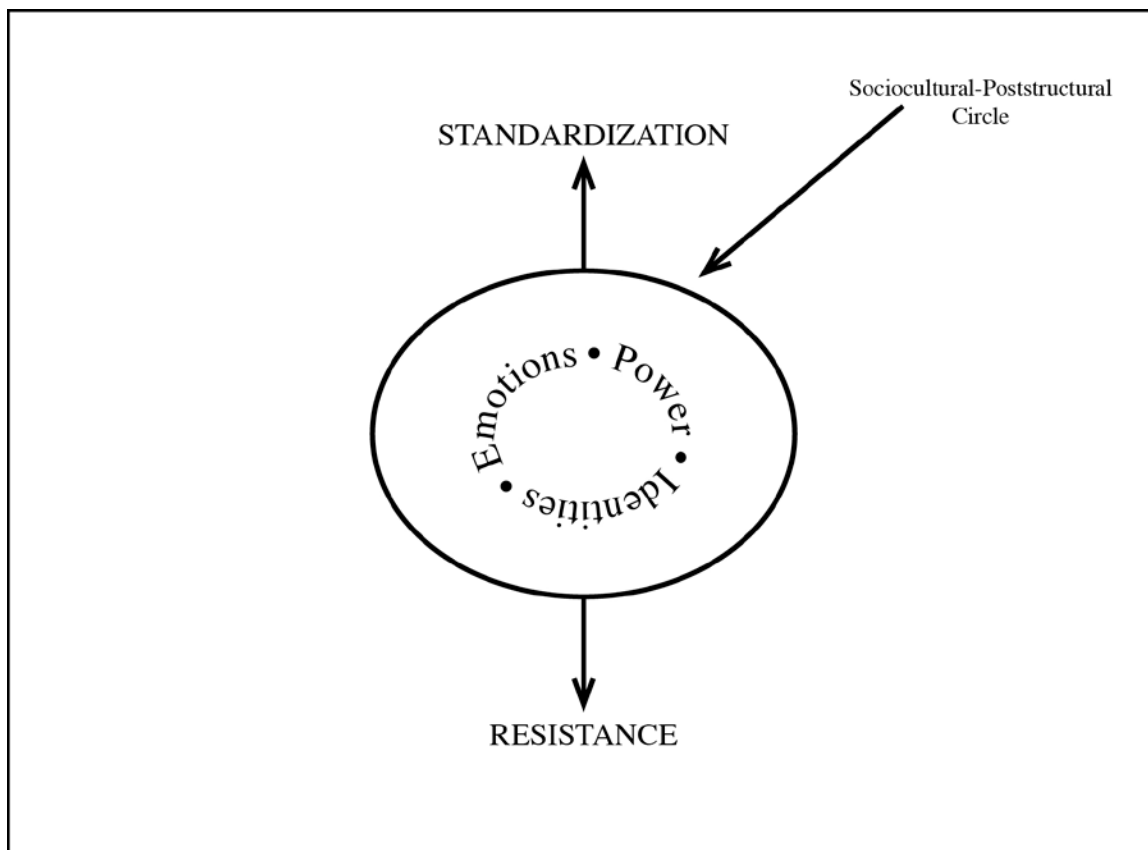 Sociocultural-Poststructural
Circle
STANDARDIZATION
Emotions • Power • Identities •
RESISTANCE